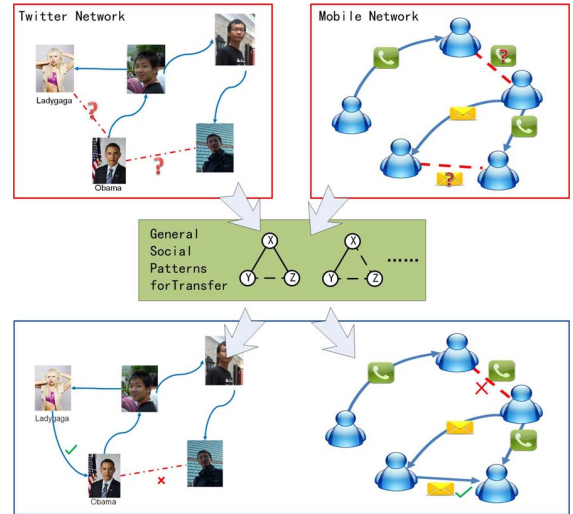 Twitter Network
Mobile Network
?
Ladygaga
?
?
Obama
?
General
Social
Patterns
forTransfer
X
Y
Z
X
Y
Z
......
Ladygaga
Obama